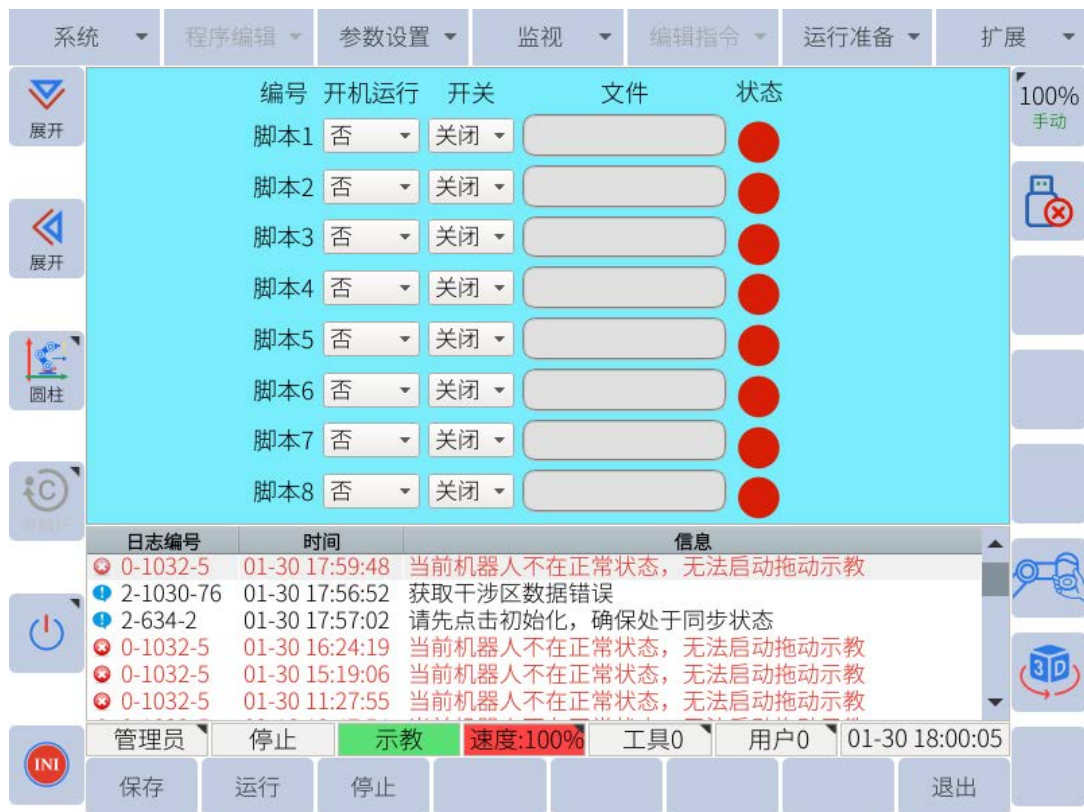 系统 程序编辑 参数设置 监视 编辑指令 运行准备 扩展
展开
展开
圆柱
编号 开机运行 开关 文件 状态
脚本1 否 关闭
脚本2 否 关闭
脚本3 否 关闭
脚本4 否 关闭
脚本5 否 关闭
脚本6 否 关闭
脚本7 否 关闭
脚本8 否 关闭
100%
手动
日志编号 时间 信息
0-1032-5 01-30 17:59:48 当前机器人不在正常状态，无法启动拖动示教
2-1030-76 01-30 17:56:52 获取干涉区数据错误
2-634-2 01-30 17:57:02 请先点击初始化，确保处于同步状态
0-1032-5 01-30 16:24:19 当前机器人不在正常状态，无法启动拖动示教
0-1032-5 01-30 15:19:06 当前机器人不在正常状态，无法启动拖动示教
0-1032-5 01-30 11:27:55 当前机器人不在正常状态，无法启动拖动示教
3D
管理员 停止 示教 速度:100% 工具0 用户0 01-30 18:00:05
INI
保存 运行 停止 退出